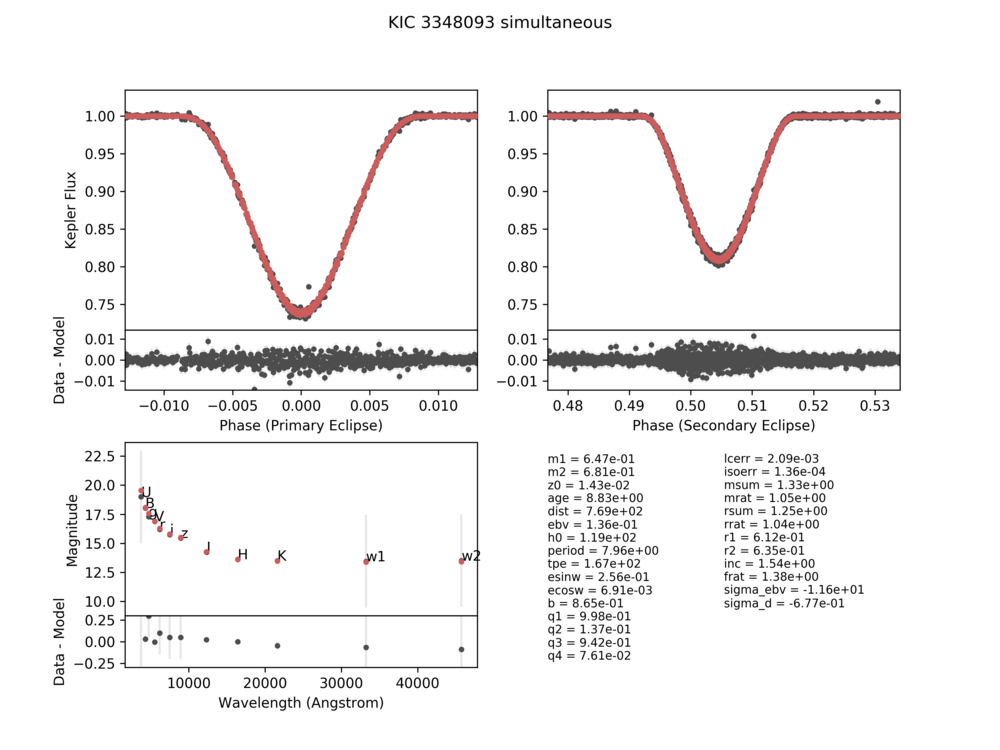 KIC 3348093 simultaneous
1.00
0.95
0.90
0.85
0.80
0.75
Kepler Flux
0.01
0.00
−0.01
Data - Model
−0.010 −0.005 0.000 0.005 0.010
Phase (Primary Eclipse)
1.00
0.95
0.90
0.85
0.80
0.75
0.01
0.00
−0.01
0.48 0.49 0.50 0.51 0.52 0.53
Phase (Secondary Eclipse)
22.5
20.0
17.5
15.0
12.5
10.0
Magnitude
U
B
g
V
r
i
z
J
H
K
w1
w2
0.25
0.00
−0.25
Data - Model
10000 20000 30000 40000
Wavelength (Angstrom)
m1 = 6.47e-01
m2 = 6.81e-01
z0 = 1.43e-02
age = 8.83e+00
dist = 7.69e+02
ebv = 1.36e-01
h0 = 1.19e+02
period = 7.96e+00
tpe = 1.67e+02
esinw = 2.56e-01
ecosw = 6.91e-03
b = 8.65e-01
q1 = 9.98e-01
q2 = 1.37e-01
q3 = 9.42e-01
q4 = 7.61e-02
lcerr = 2.09e-03
isoerr = 1.36e-04
msum = 1.33e+00
mrat = 1.05e+00
rsum = 1.25e+00
rrat = 1.04e+00
r1 = 6.12e-01
r2 = 6.35e-01
inc = 1.54e+00
frat = 1.38e+00
sigma_ebv = -1.16e+01
sigma_d = -6.77e-01